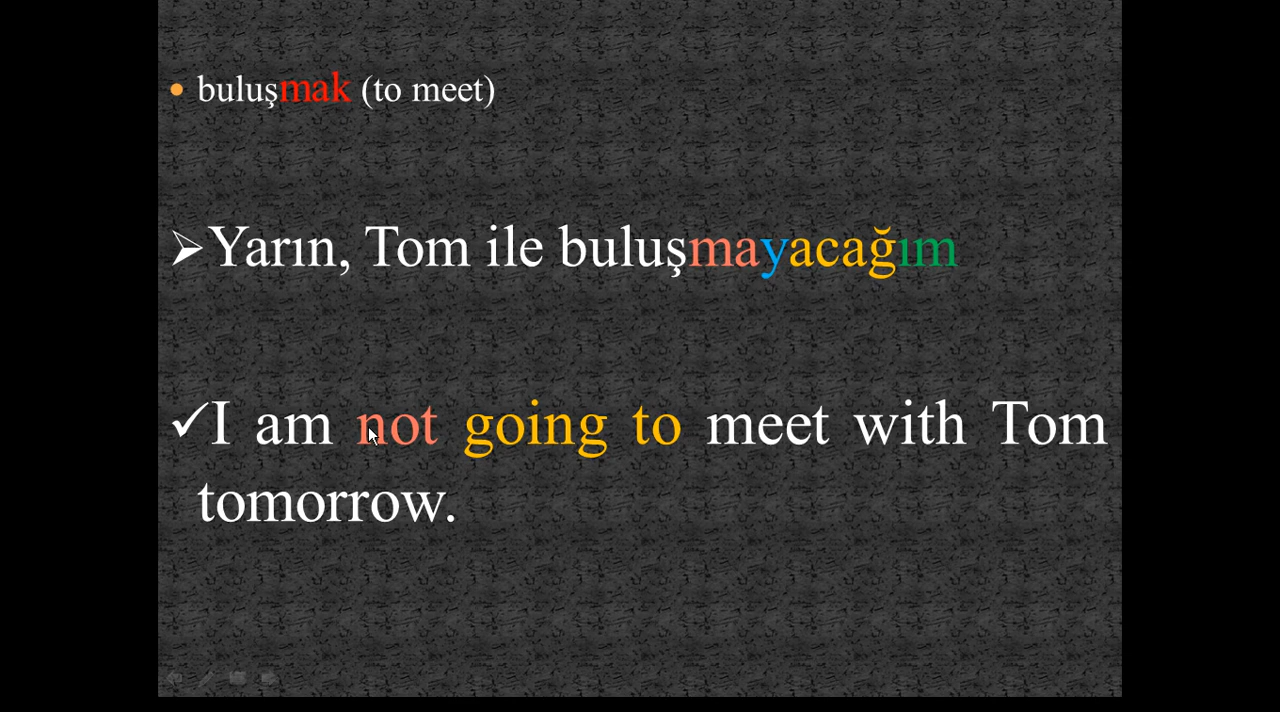 • buluşmak (to meet)
➢Yarın, Tom ile buluşmayacağım
✓I am not going to meet with Tom
tomorrow.